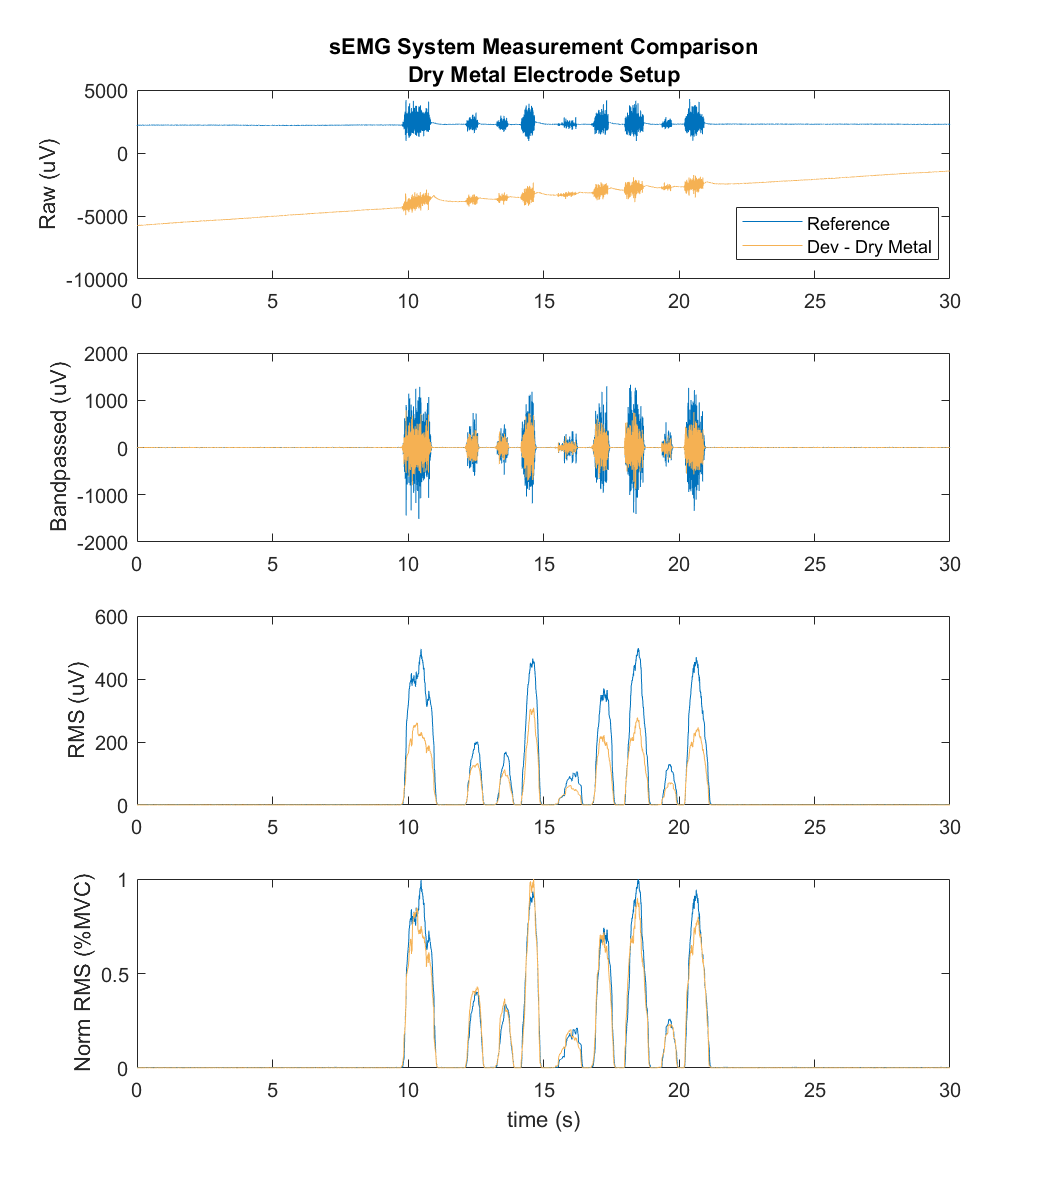 sEMG System Measurement Comparison
Dry Metal Electrode Setup
5000
0
-5000
-10000
Raw (uV)
Reference
Dev - Dry Metal
0 5 10 15 20 25 30
2000
1000
0
-1000
-2000
Bandpassed (uV)
0 5 10 15 20 25 30
600
400
200
0
RMS (uV)
0 5 10 15 20 25 30
1
0.5
0
Norm RMS (%MVC)
0 5 10 15 20 25 30
time (s)